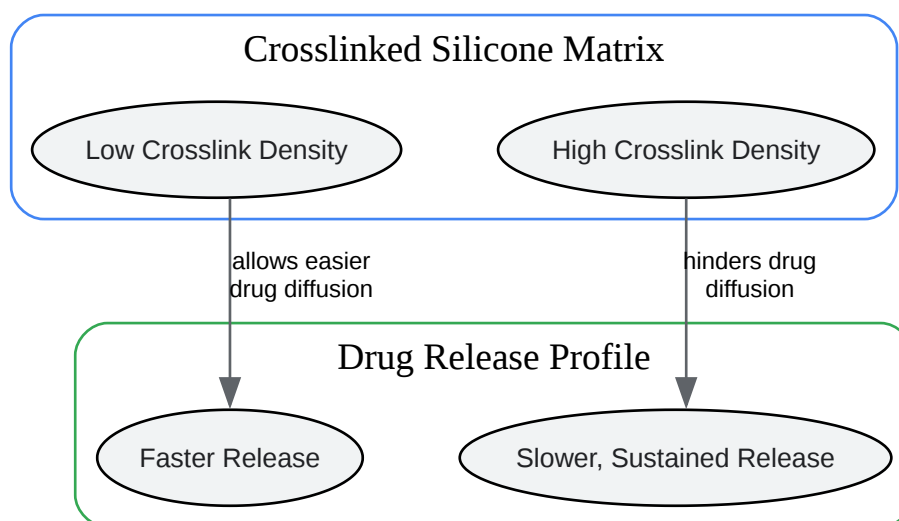 Crosslinked Silicone Matrix
Low Crosslink Density
High Crosslink Density
allows easier
drug diffusion
hinders drug
diffusion
Drug Release Profile
Faster Release
Slower, Sustained Release